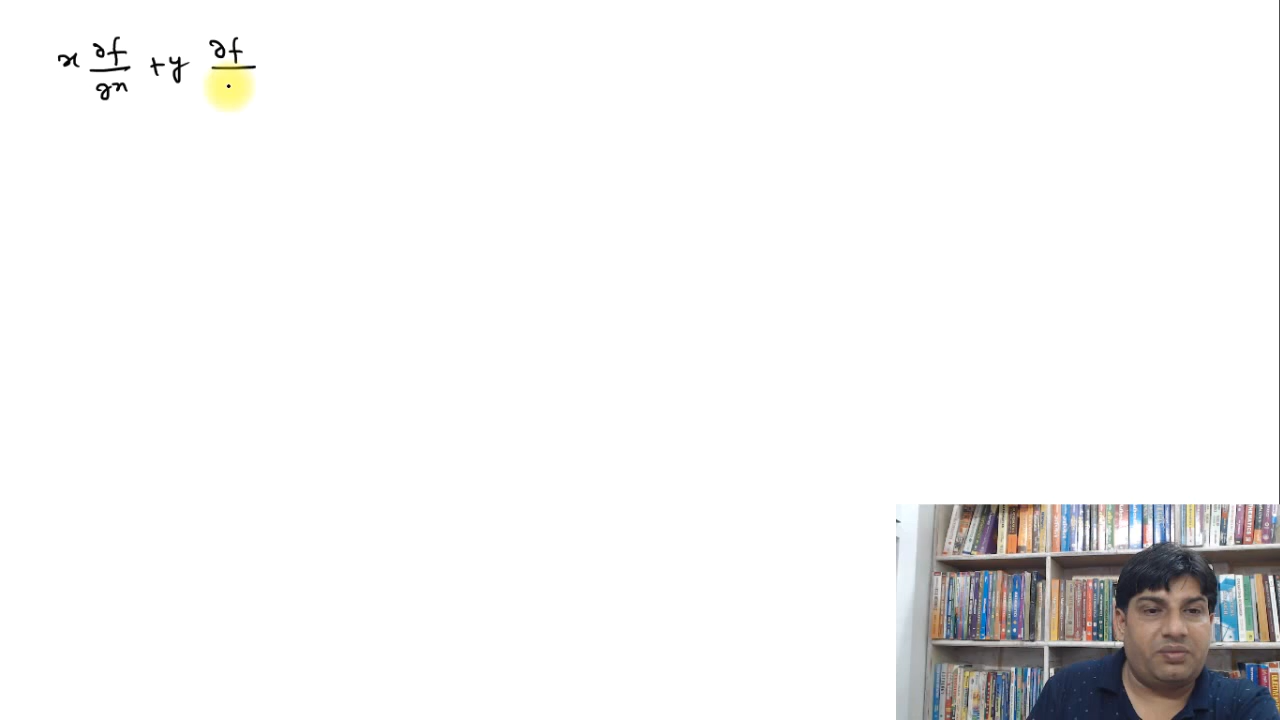 x ∂f/∂x + y ∂f/